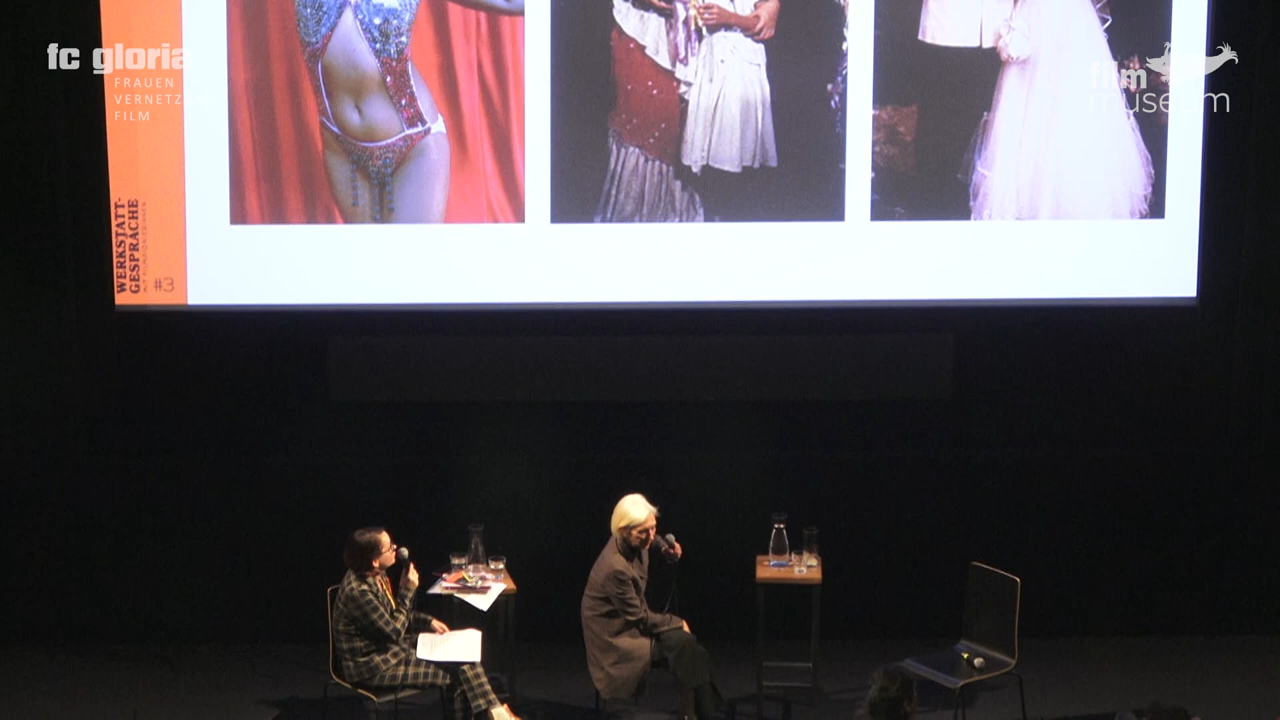 fc gloria
FRAUEN
VERNETZ
FILM
film
museum
WERKSTATT-
GESPRÄCHE
#3